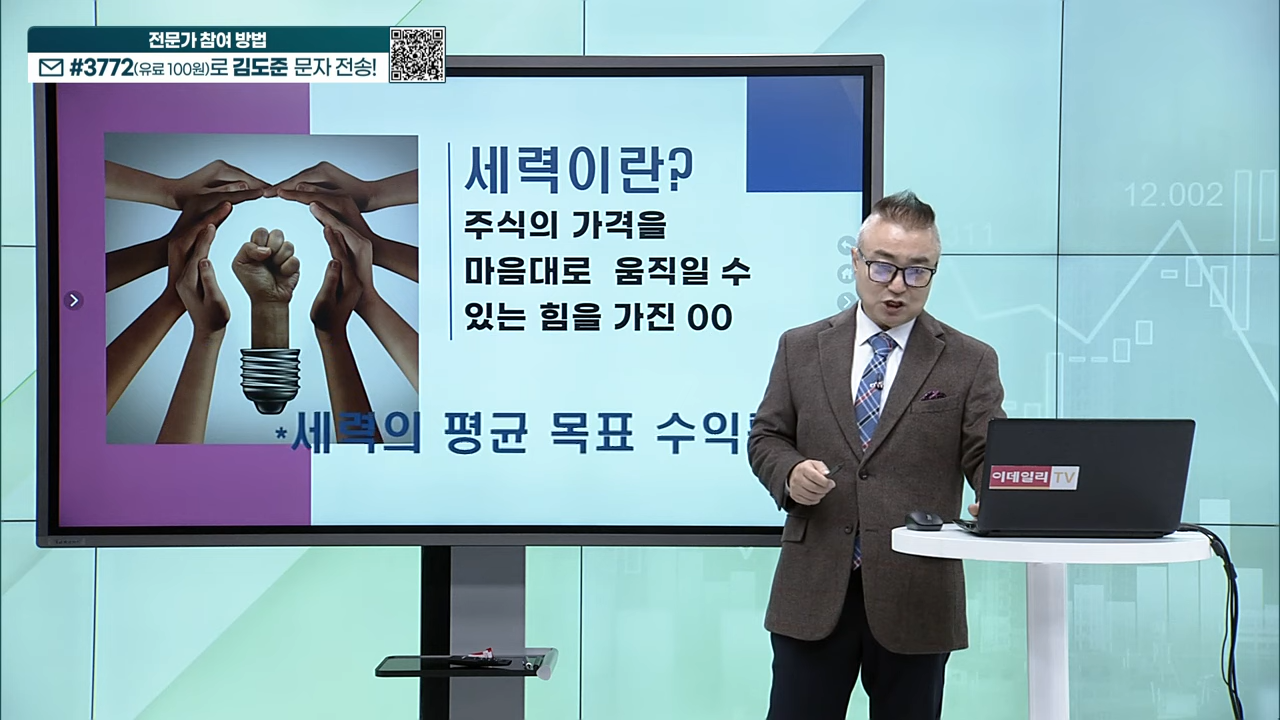 전문가 참여 방법
#3772(유료 100원)로 김도준 문자 전송!
12.002
세력이란?
주식의 가격을
마음대로 움직일 수
있는 힘을 가진 OO
*세력의 평균 목표 수익
이데일리TV